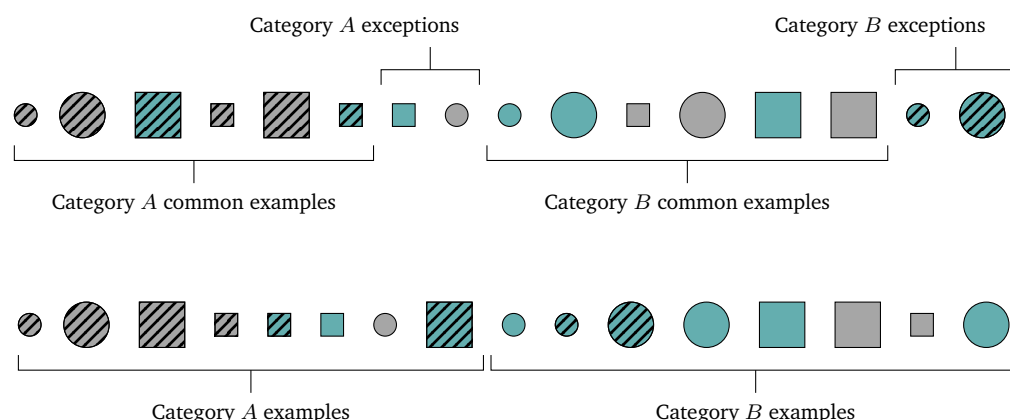 Category A exceptions
Category B exceptions
Category A common examples
Category B common examples
Category A examples
Category B examples